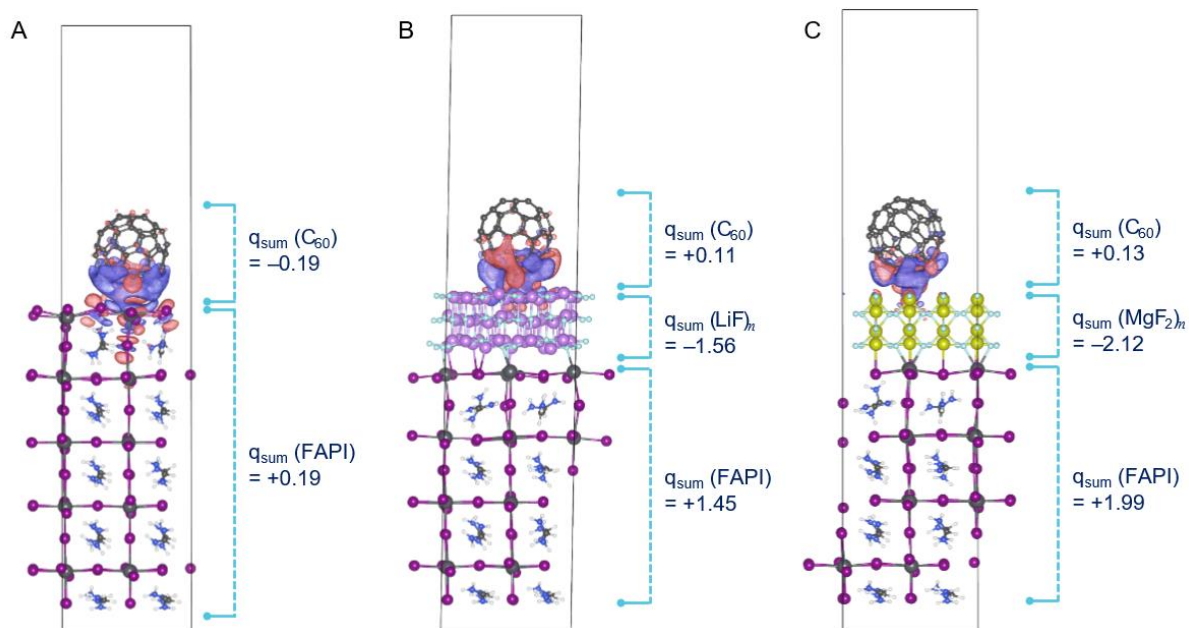 A
B
C
qsum (C60)
= –0.19
qsum (FAPI)
= +0.19
qsum (C60)
= +0.11
qsum (LiF)n
= –1.56
qsum (FAPI)
= +1.45
qsum (C60)
= +0.13
qsum (MgF2)n
= –2.12
qsum (FAPI)
= +1.99